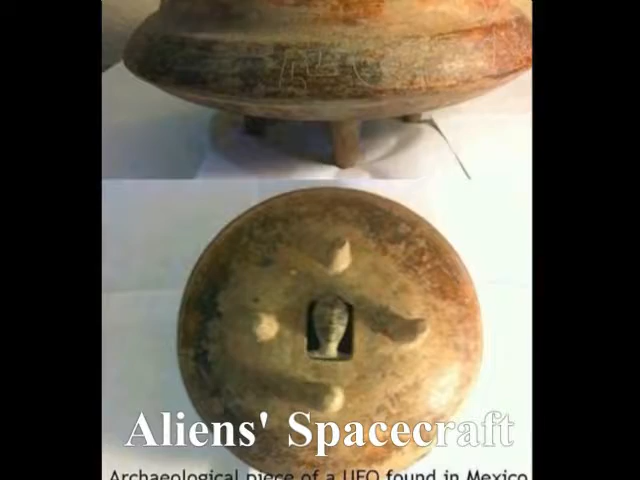 Aliens' Spacecraft
Archaeological piece of a UFO found in Mexico